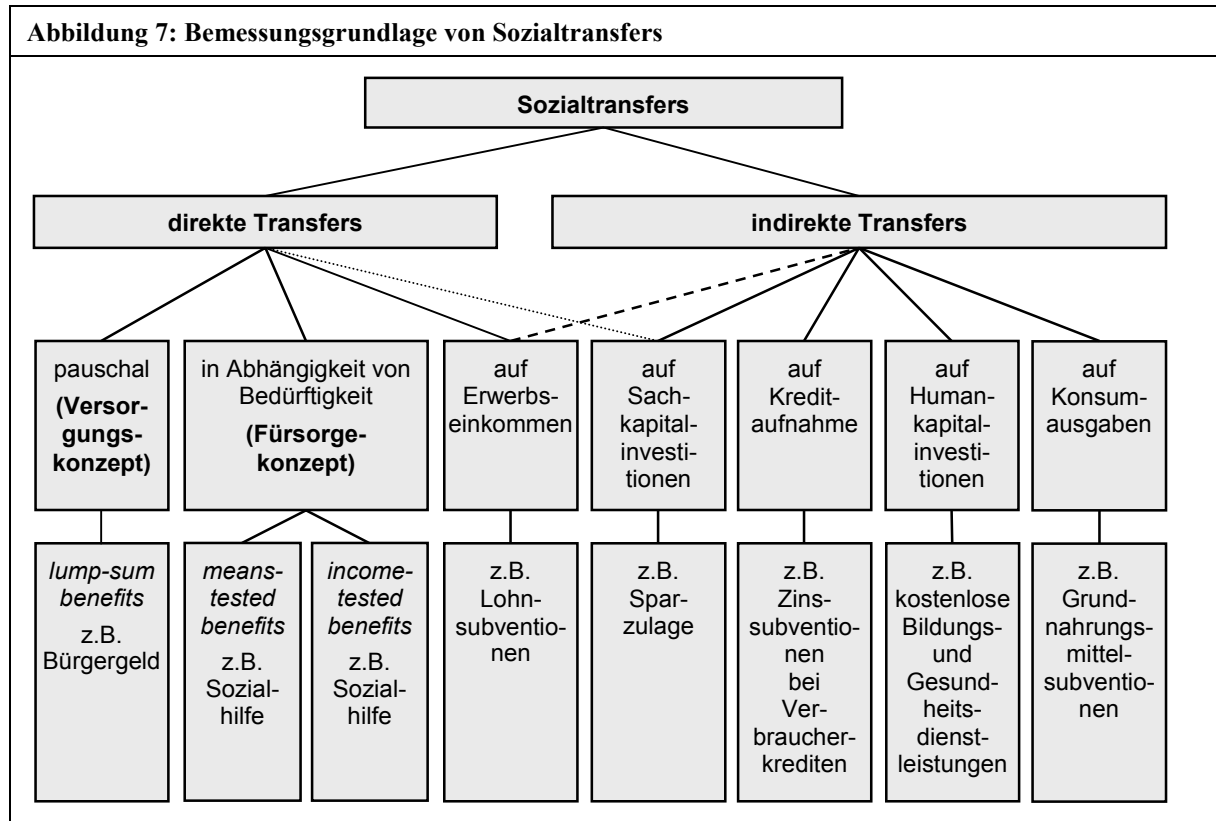 Abbildung 7: Bemessungsgrundlage von Sozialtransfers
Sozialtransfers
direkte Transfers
indirekte Transfers
pauschal
(Versor-
gungs-
konzept)
in Abhängigkeit von
Bedürftigkeit
(Fürsorge-
konzept)
auf
Erwerbs-
einkommen
auf
Sach-
kapital-
investi-
tionen
auf
Kredit-
aufnahme
auf
Human-
kapital-
investi-
tionen
auf
Konsum-
ausgaben
lump-sum
benefits
z.B.
Bürgergeld
means-
tested
benefits
z.B.
Sozial-
hilfe
income-
tested
benefits
z.B.
Sozial-
hilfe
z.B.
Lohn-
subventio-
nen
z.B.
Spar-
zulage
z.B.
Zins-
subventio-
nen
bei
Ver-
braucher-
krediten
z.B.
kostenlose
Bildungs-
und
Gesund-
heits-
dienst-
leistungen
z.B.
Grund-
nahrungs-
mittel-
subventio-
nen